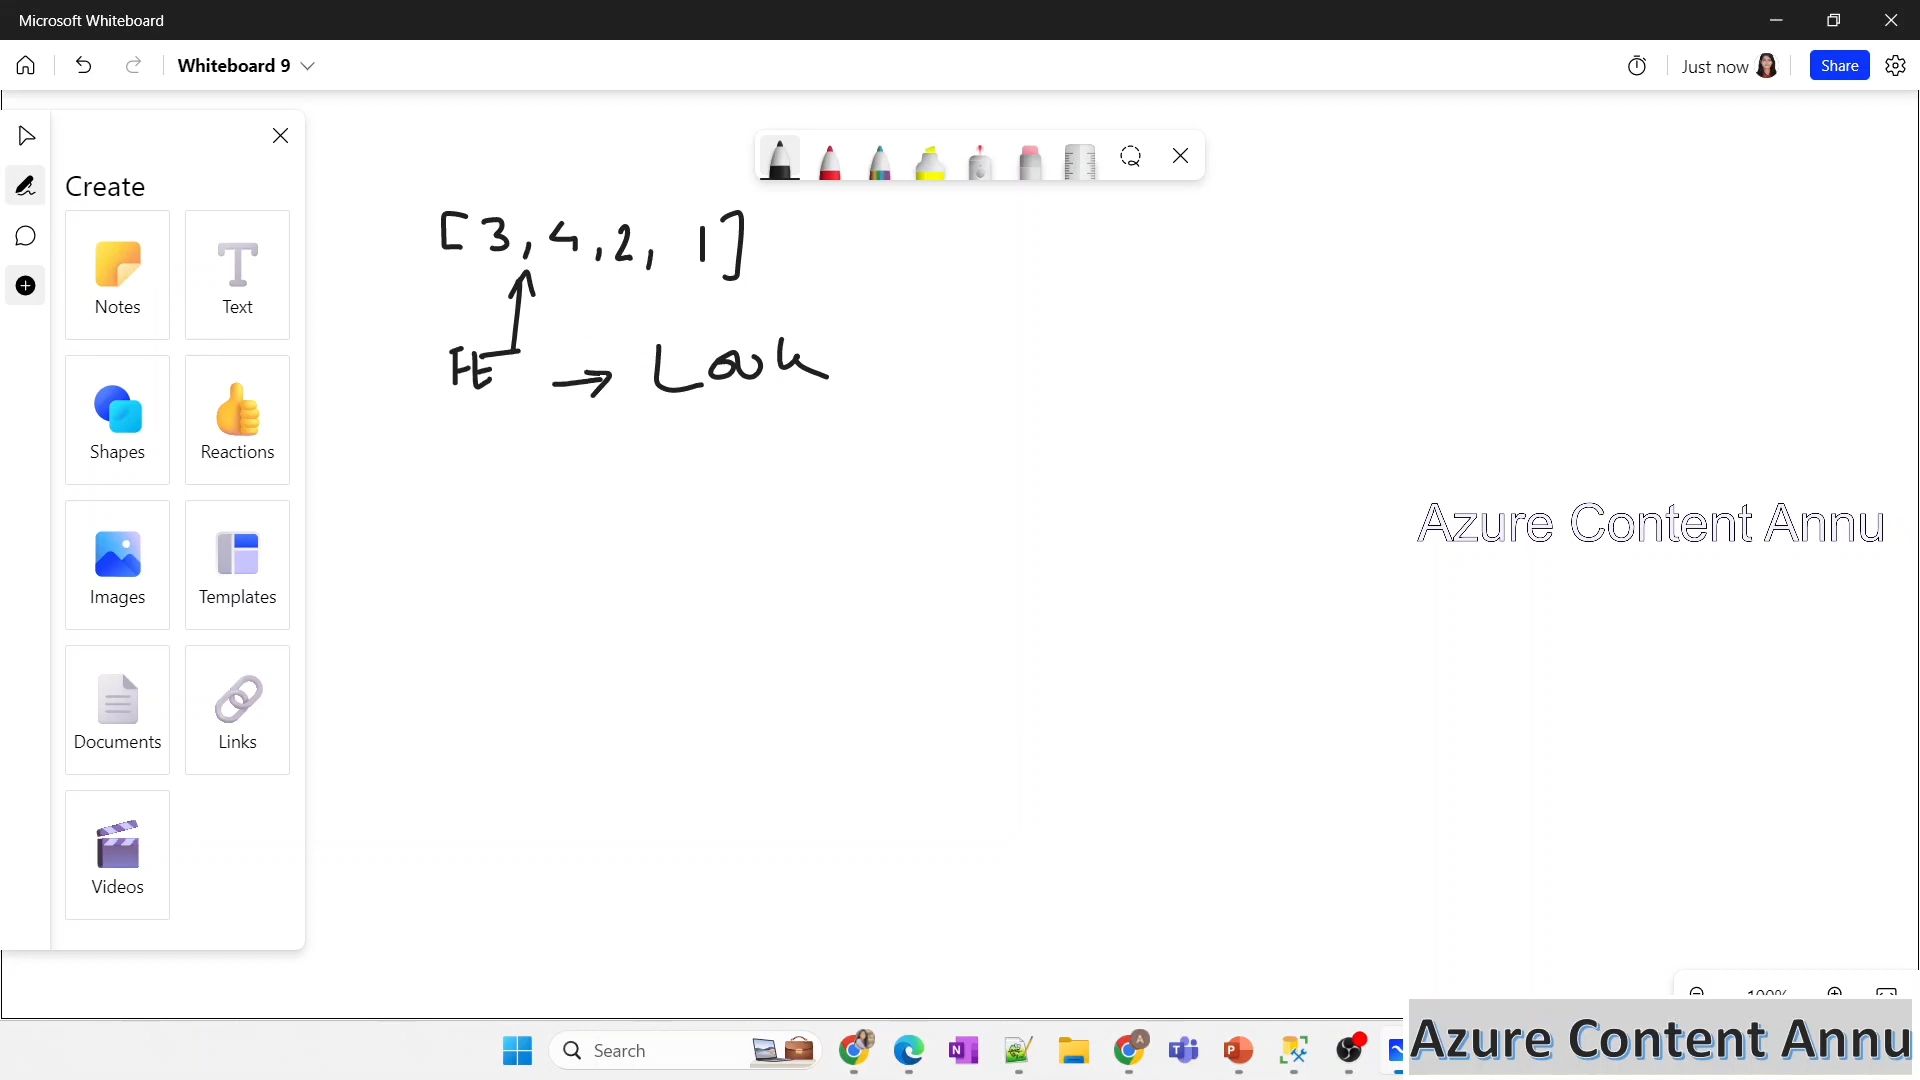 Microsoft Whiteboard
Whiteboard 9
Just now
Share
Create
Notes
Text
Shapes
Reactions
Images
Templates
Documents
Links
Videos
[3,4,2, 1]
FE → Look
Azure Content Annu
100%
Search
Azure Content Annu